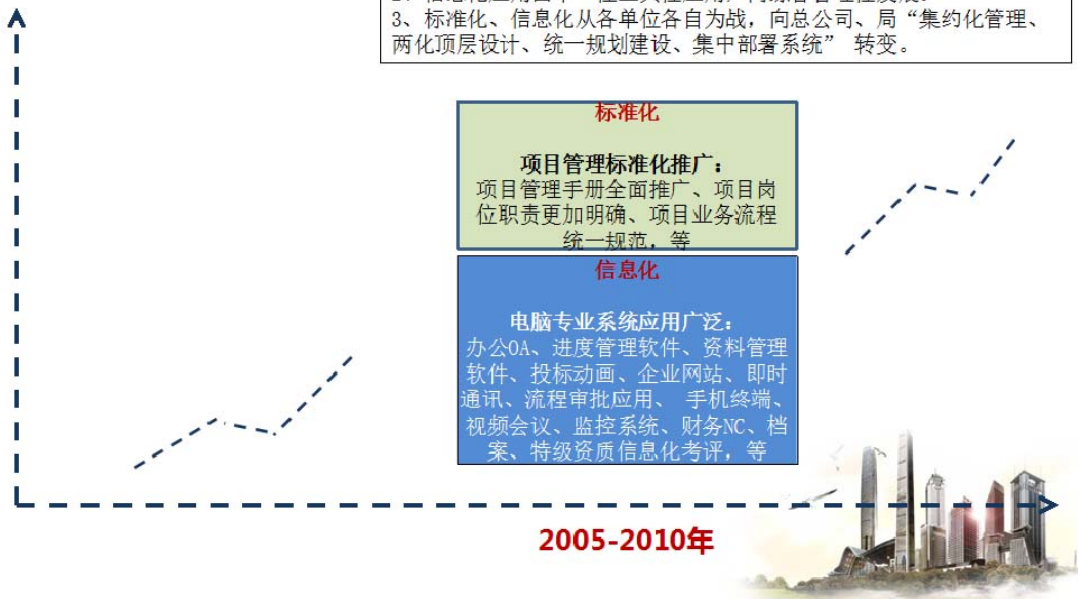 3、标准化、信息化从各单位各自为战，向总公司、局“集约化管理、
两化顶层设计、统一规划建设、集中部署系统” 转变。
标准化
项目管理标准化推广：
项目管理手册全面推广、项目岗
位职责更加明确、项目业务流程
统一规范，等
信息化
电脑专业系统应用广泛：
办公OA、进度管理软件、资料管理
软件、投标动画、企业网站、即时
通讯、流程审批应用、 手机终端、
视频会议、监控系统、财务NC、档
案、特级资质信息化考评，等
2005-2010年